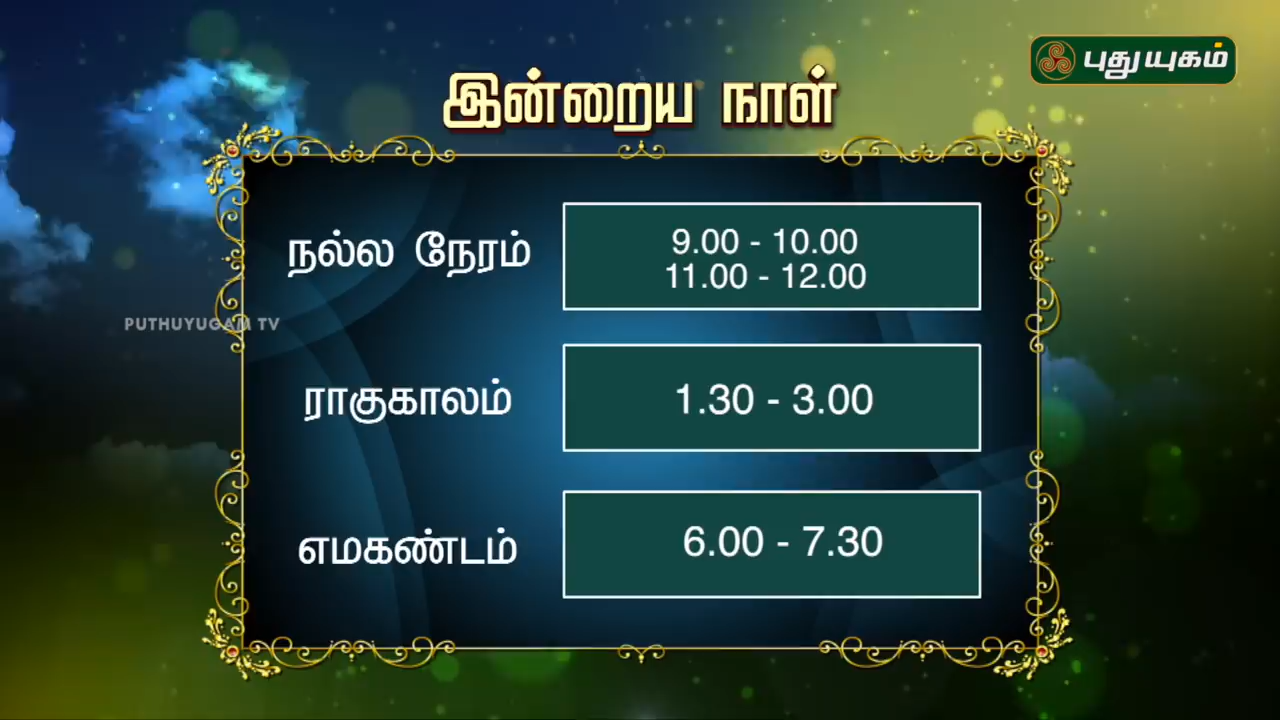 புதுயுகம்
இன்றைய நாள்
நல்ல நேரம்
9.00 - 10.00
11.00 - 12.00
PUTHUYUGAM TV
ராகுகாலம்
1.30 - 3.00
எமகண்டம்
6.00 - 7.30